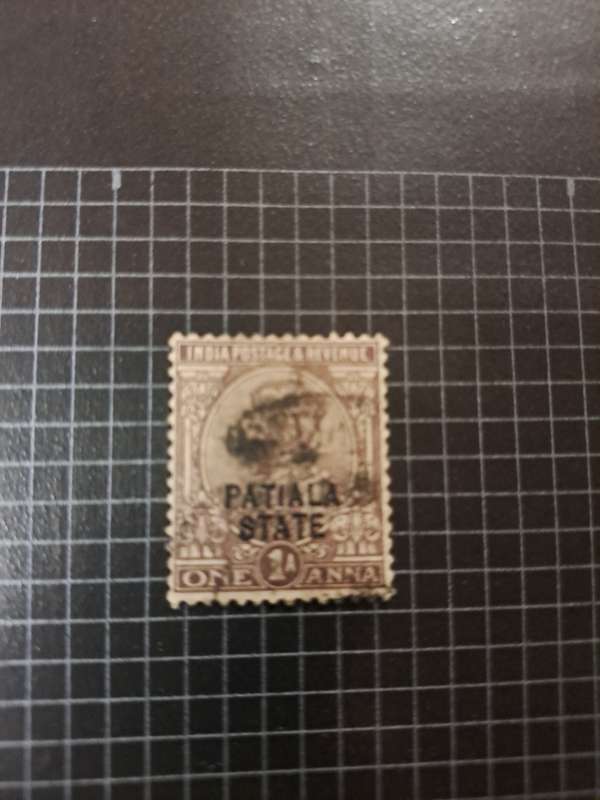 INDIA POSTAGE & REVENUE
PATIALA
STATE
ONE 1A ANNA